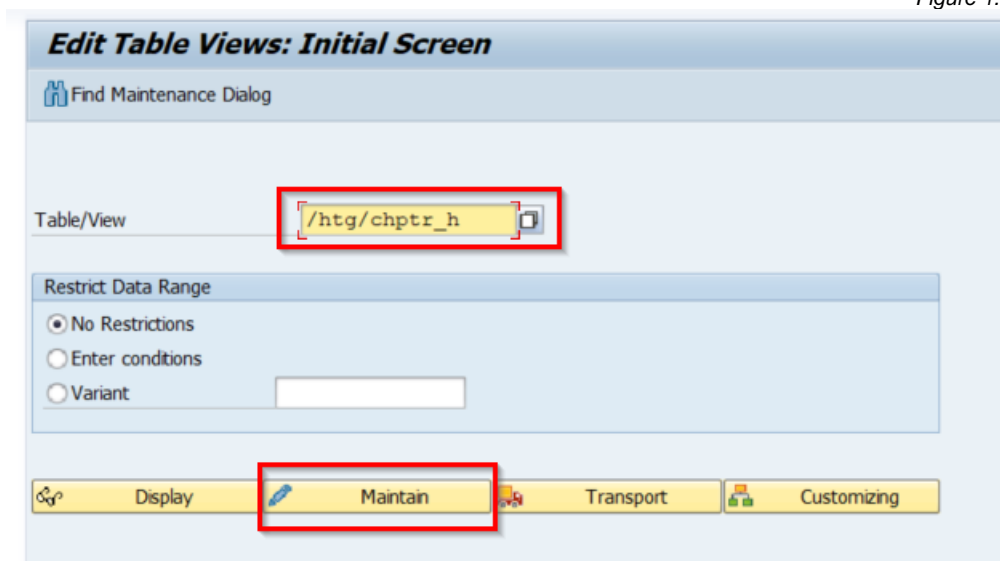 Figure 1.
Edit Table Views: Initial Screen
Find Maintenance Dialog
Table/View /htg/chptr_h
Restrict Data Range
No Restrictions
Enter conditions
Variant
Display Maintain Transport Customizing